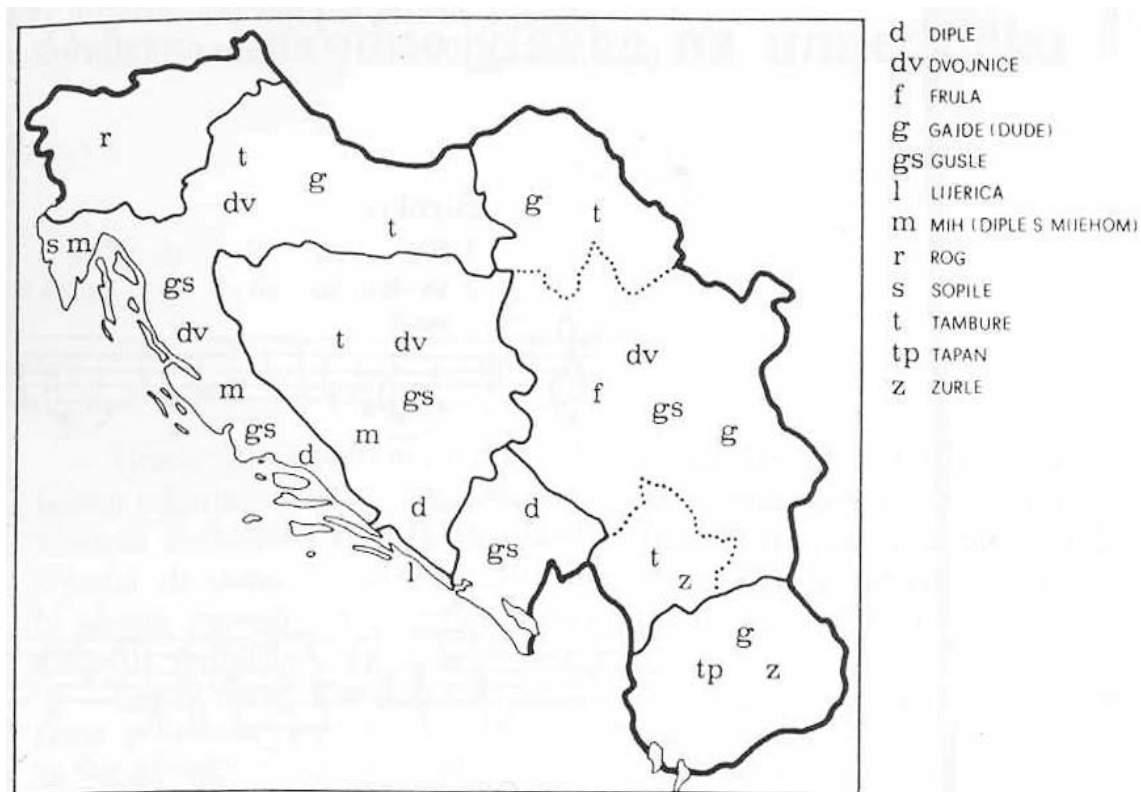 d DIPLE
dv DVOJNICE
f FRULA
g GAJDE (DUDE)
gs GUSLE
l LIJERICA
m MIH (DIPLE S MIJEHOM)
r ROG
s SOPILE
t TAMBURE
tp TAPAN
z ZURLE
r
t
g
dv
t
g
t
s m
gs
dv
t
dv
dv
f
gs
m
gs
g
m
gs
d
d
d
gs
l
t
z
g
tp z